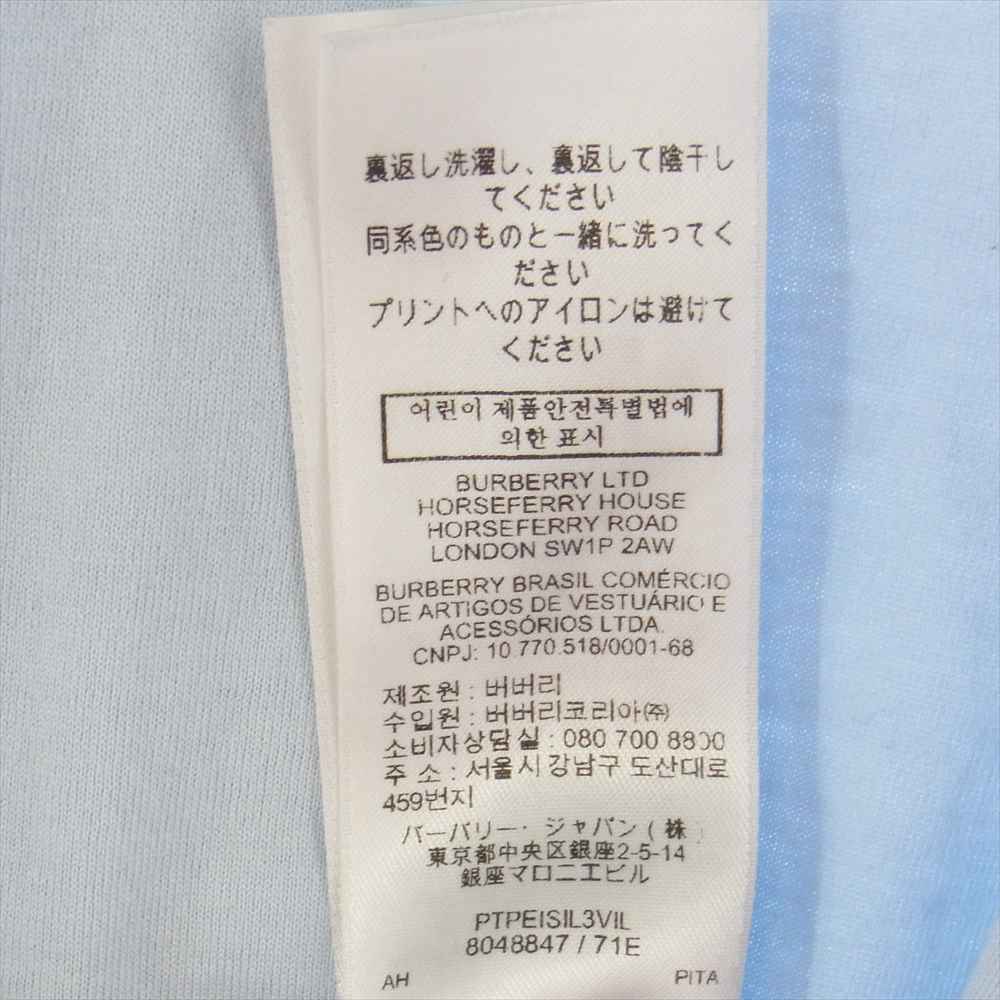 裏返し洗濯し、裏返して陰干し
てください
同系色のものと一緒に洗ってく
ださい
プリントへのアイロンは避けて
ください
어린이 제품안전특별법에
의한 표시
BURBERRY LTD
HORSEFERRY HOUSE
HORSEFERRY ROAD
LONDON SW1P 2AW
BURBERRY BRASIL COMÉRCIO
DE ARTIGOS DE VESTUÁRIO E
ACESSÓRIOS LTDA.
CNPJ: 10.770.518/0001-68
제조원 : 버버리
수입원 : 버버리코리아㈜
소비자상담실 : 080 700 8800
주 소 : 서울시 강남구 도산대로
459번지
バーバリー・ジャパン(株)
東京都中央区銀座2-5-14
銀座マロニエビル
PTPEISIL3VIL
8048847 / 71E
AH PITA